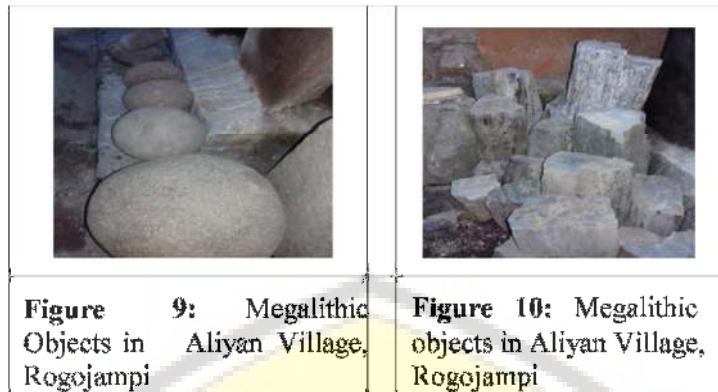 Figure 9: Megalithic
Objects in Aliyan Village,
Rogojampi
Figure 10: Megalithic
objects in Aliyan Village,
Rogojampi